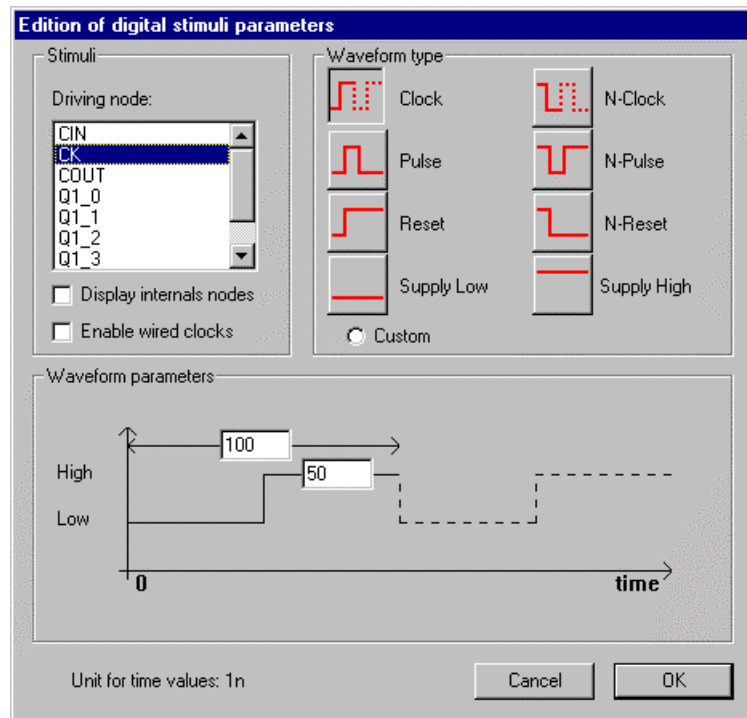 Edition of digital stimuli parameters
Stimuli
Driving node:
CIN
CK
COUT
Q1_0
Q1_1
Q1_2
Q1_3
Display internals nodes
Enable wired clocks
Waveform type
Clock
N-Clock
Pulse
N-Pulse
Reset
N-Reset
Supply Low
Supply High
Custom
Waveform parameters
100
High
50
Low
0
time
Unit for time values: 1n
Cancel
OK